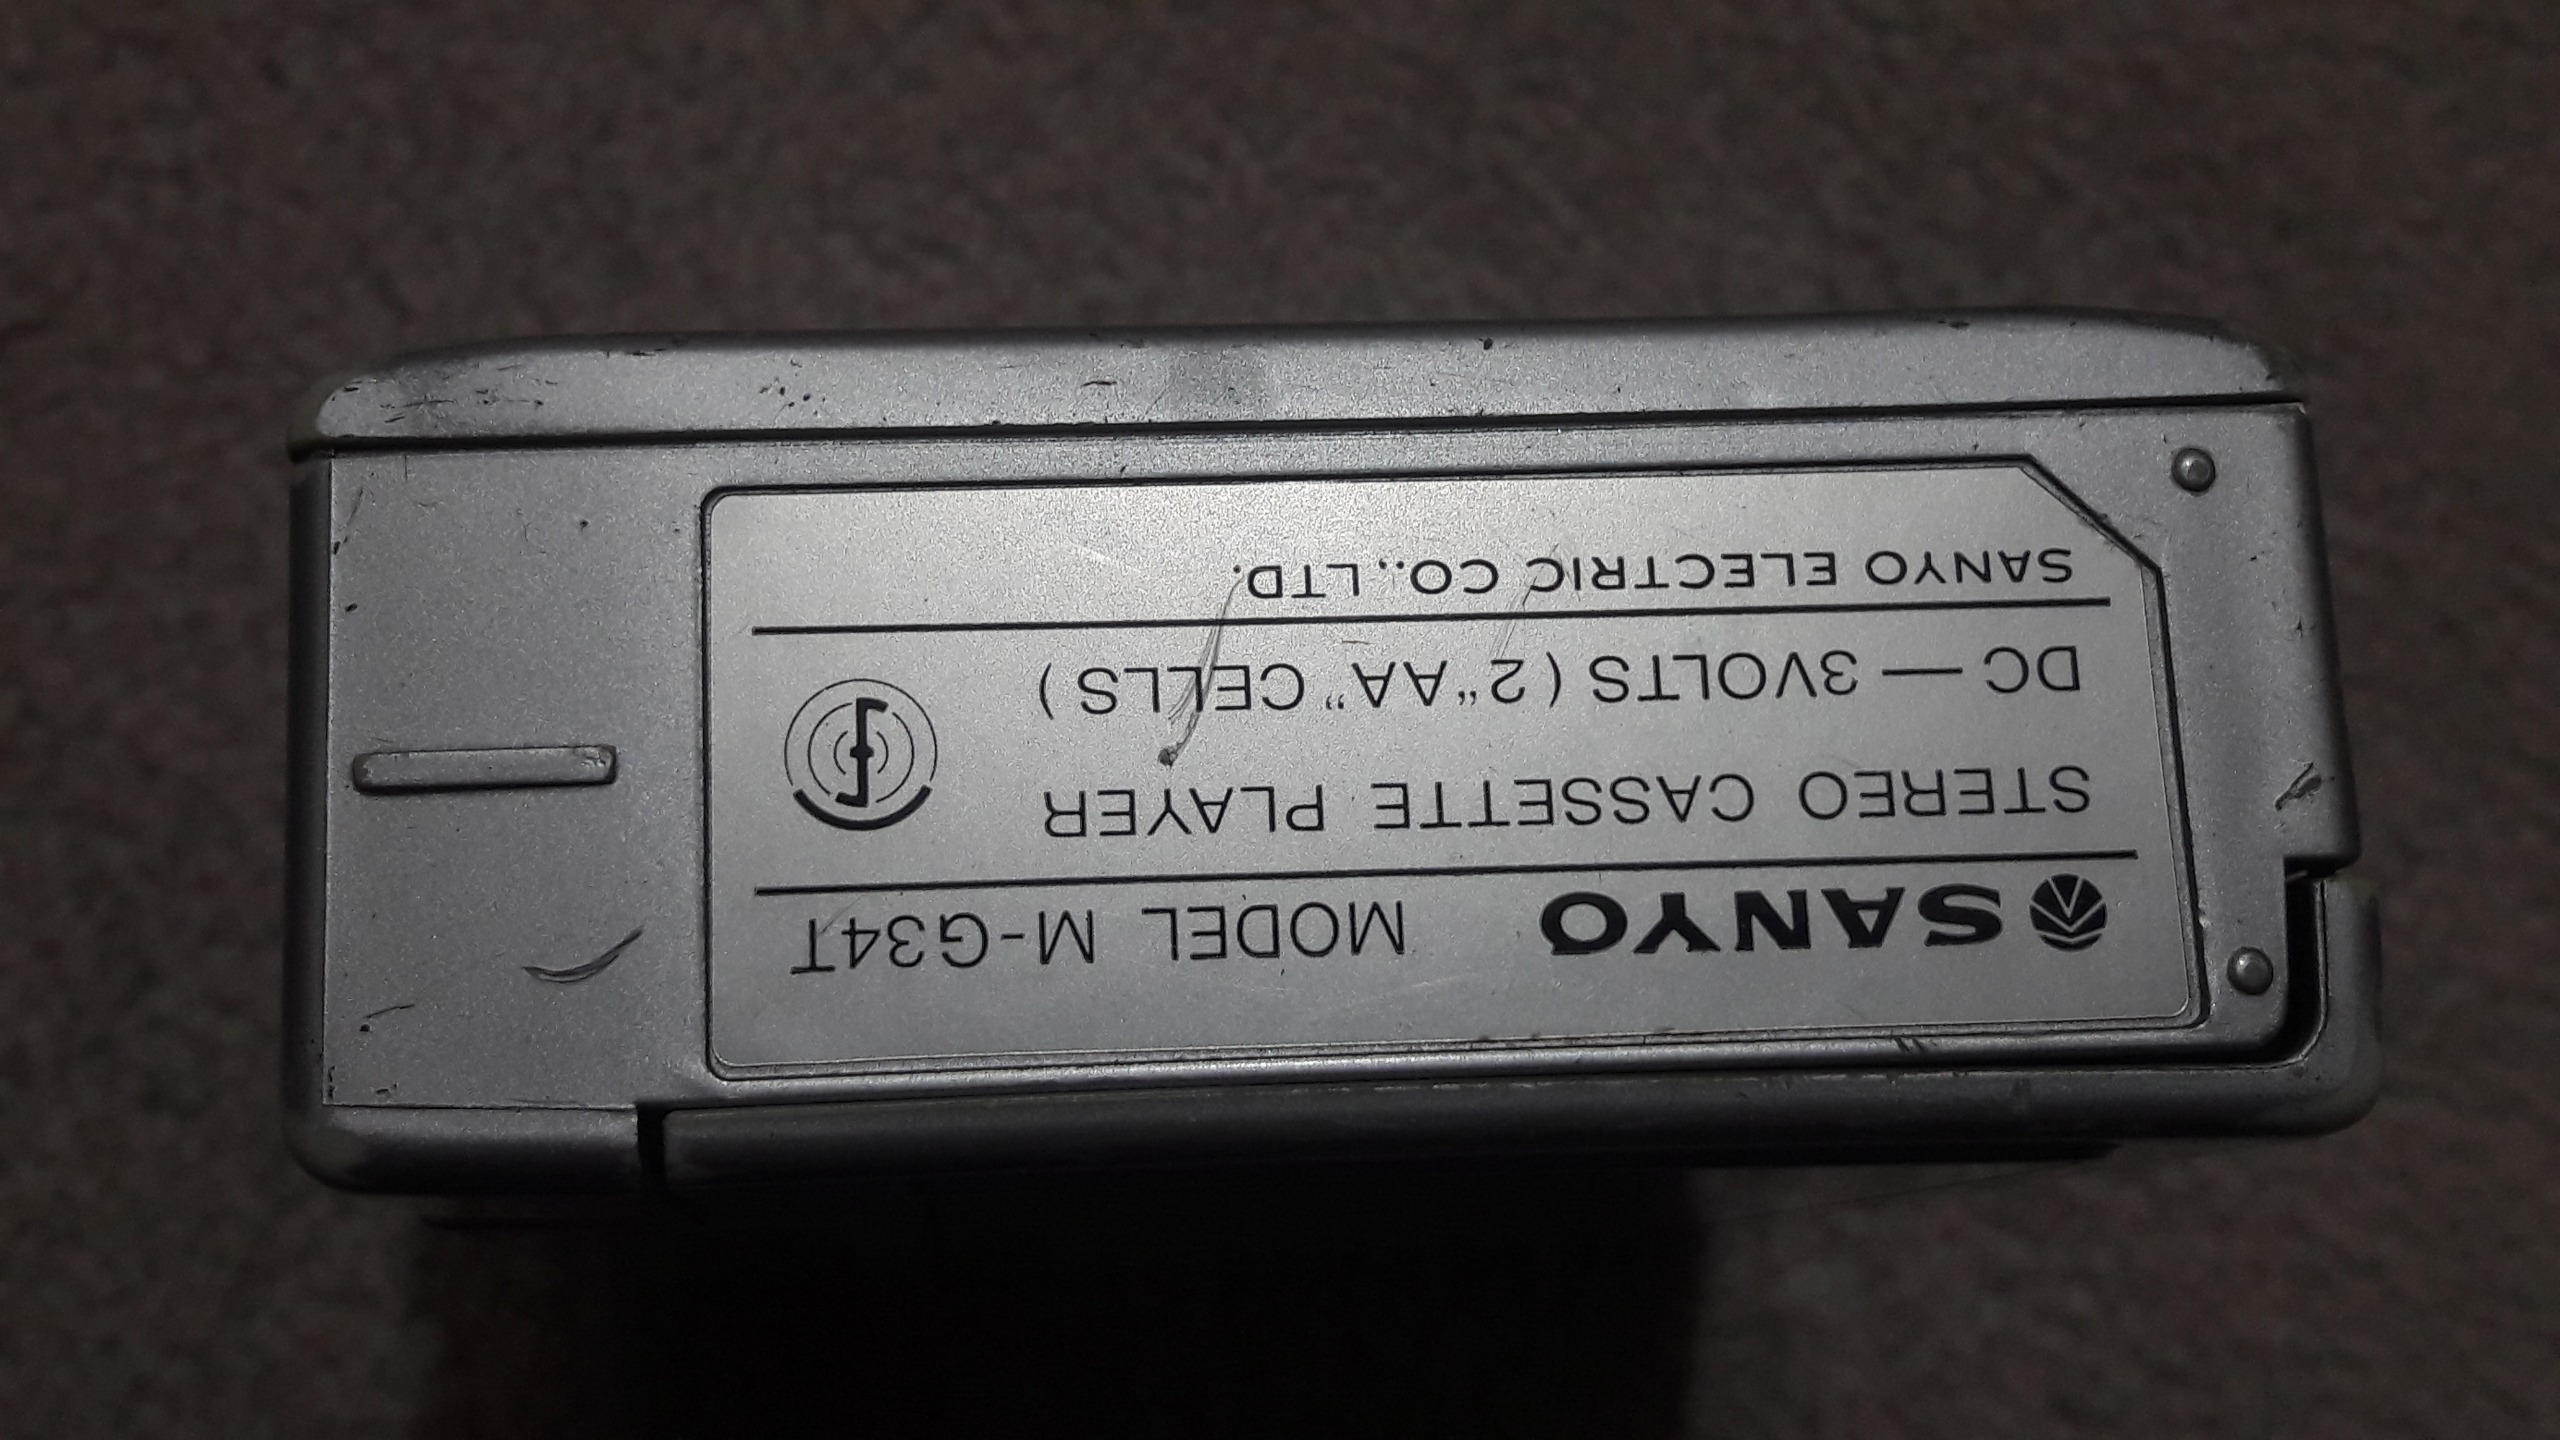 SANYO MODEL M-G34T
STEREO CASSETTE PLAYER
DC — 3VOLTS (2 "AA" CELLS)
SANYO ELECTRIC CO., LTD.